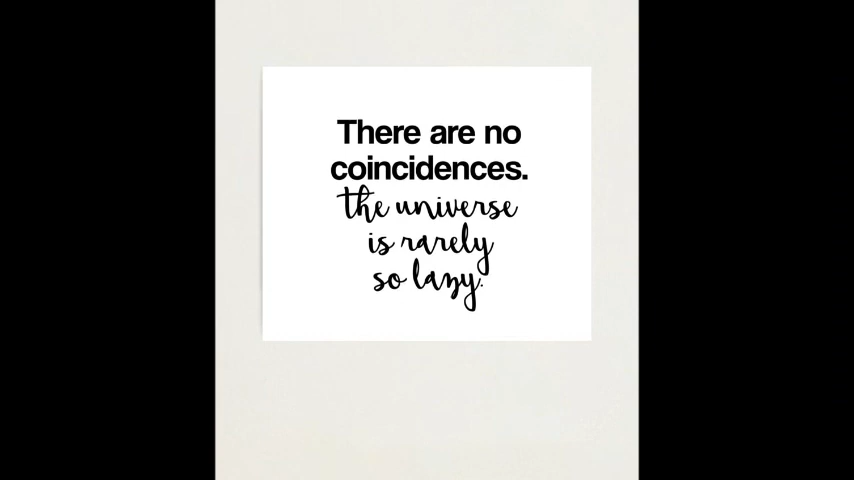 There are no
coincidences.
the universe
is rarely
so lazy.